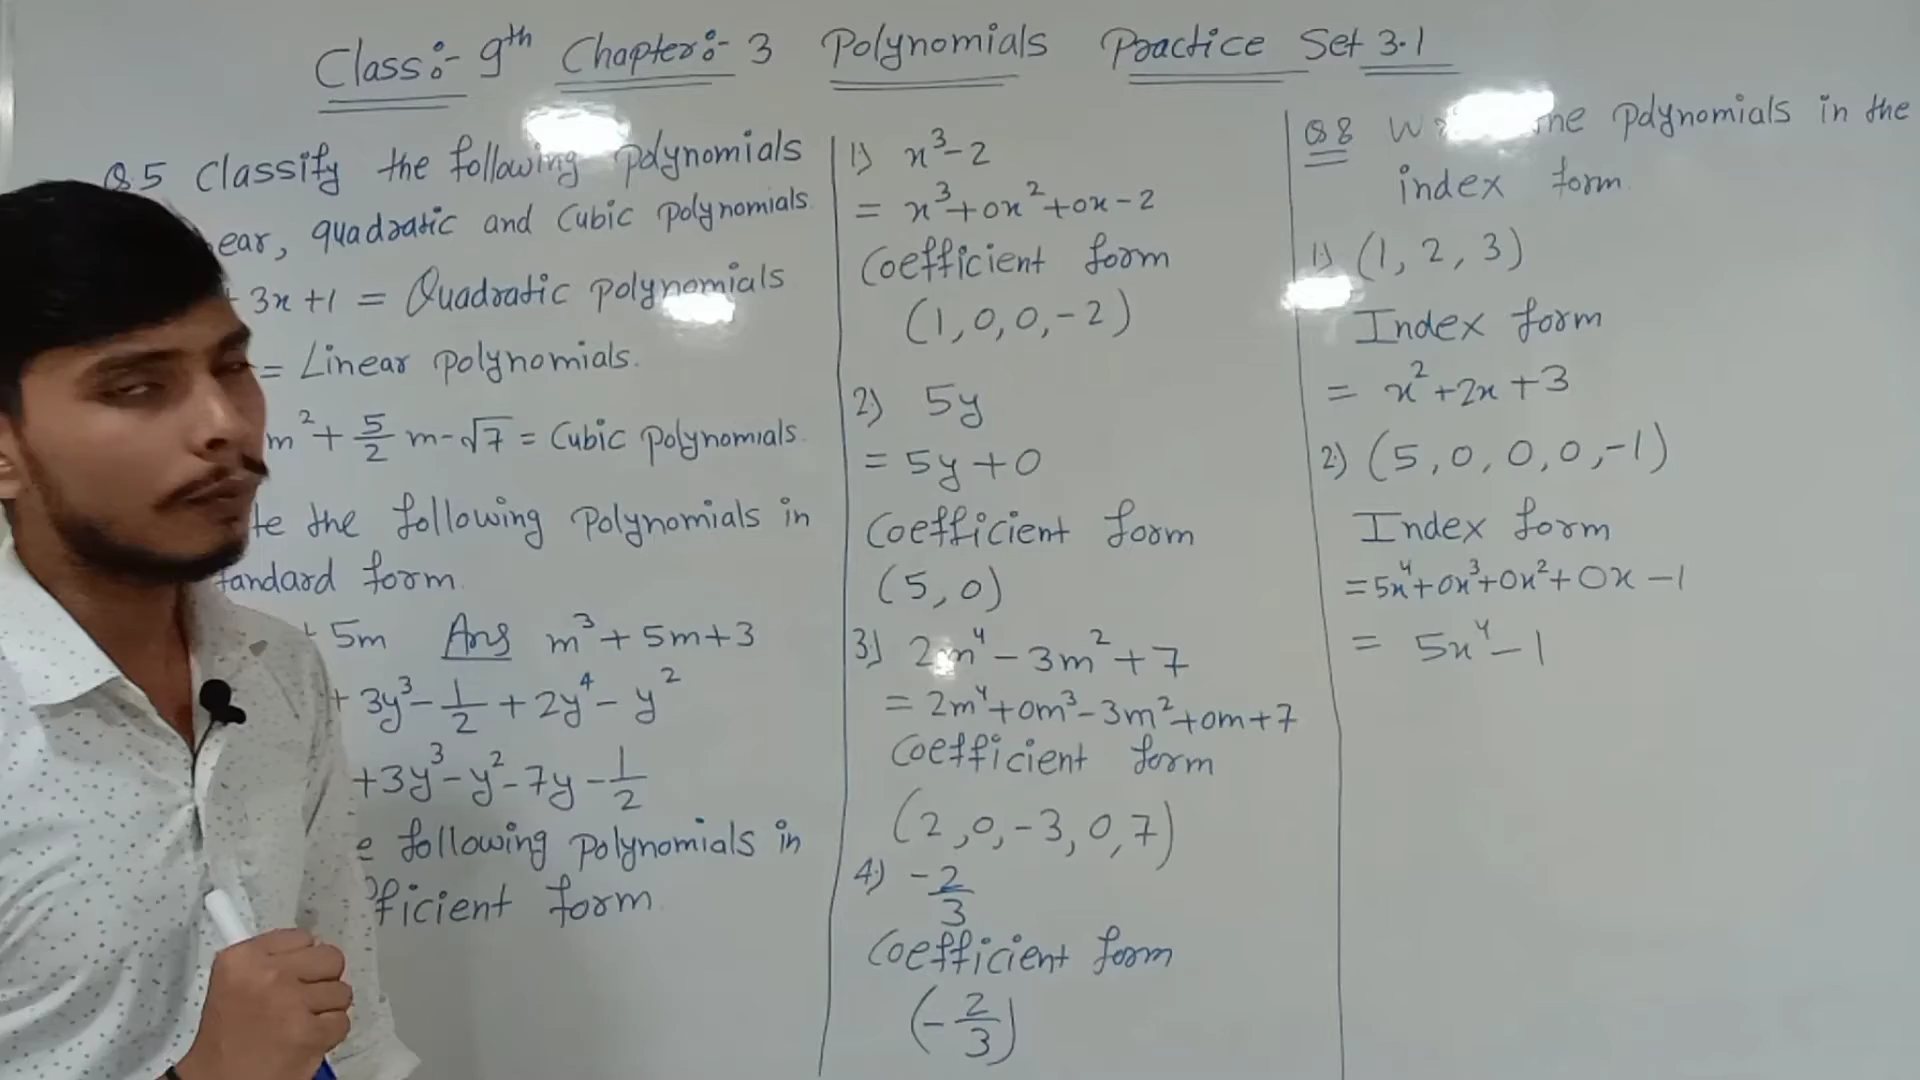 Class:- 9th Chapter:- 3 Polynomials Practice Set 3.1
Q.5 Classify the following polynomials
ear, quadratic and Cubic polynomials.
3x+1 = Quadratic polynomials
= Linear polynomials.
m² + 5/2 m-√7 = Cubic polynomials.
te the following polynomials in
tandard form.
+ 5m Ans m³+5m+3
+ 3y³ - 1/2 + 2y⁴ - y²
+3y³-y²-7y-1/2
e following polynomials in
fficient form
1) x³-2
= x³+0x²+0x-2
Coefficient form
(1,0,0,-2)
2) 5y
= 5y+0
Coefficient form
(5,0)
3) 2m⁴-3m²+7
= 2m⁴+0m³-3m²+0m+7
Coefficient form
(2,0,-3,0,7)
4) -2/3
Coefficient form
(-2/3)
Q8 polynomials in the
index form
1) (1, 2, 3)
Index form
= x²+2x+3
2) (5,0,0,0,-1)
Index form
=5x⁴+0x³+0x²+0x-1
= 5x⁴-1